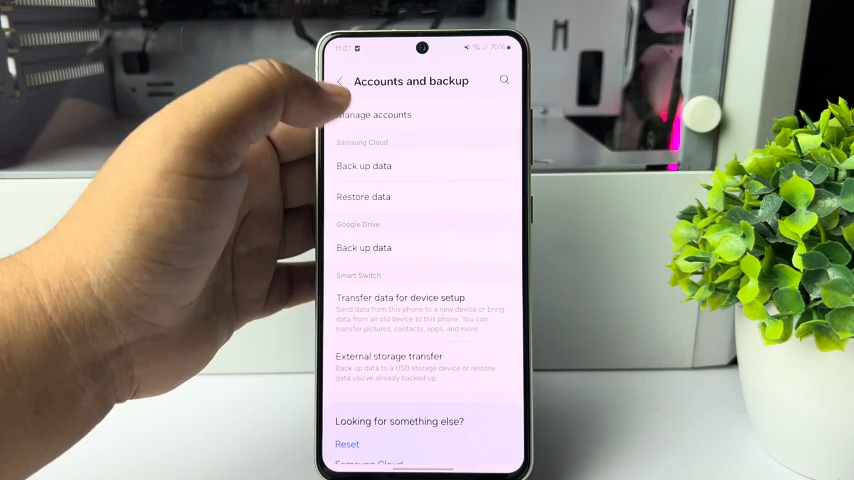 11:07
70%
Accounts and backup
Manage accounts
Samsung Cloud
Back up data
Restore data
Google Drive
Back up data
Smart Switch
Transfer data for device setup
Send data from this phone to a new device or bring
data from an old device to this phone. You can
transfer pictures, contacts, apps, and more.
External storage transfer
Back up data to a USB storage device or restore
data you've already backed up.
Looking for something else?
Reset
Samsung Cloud